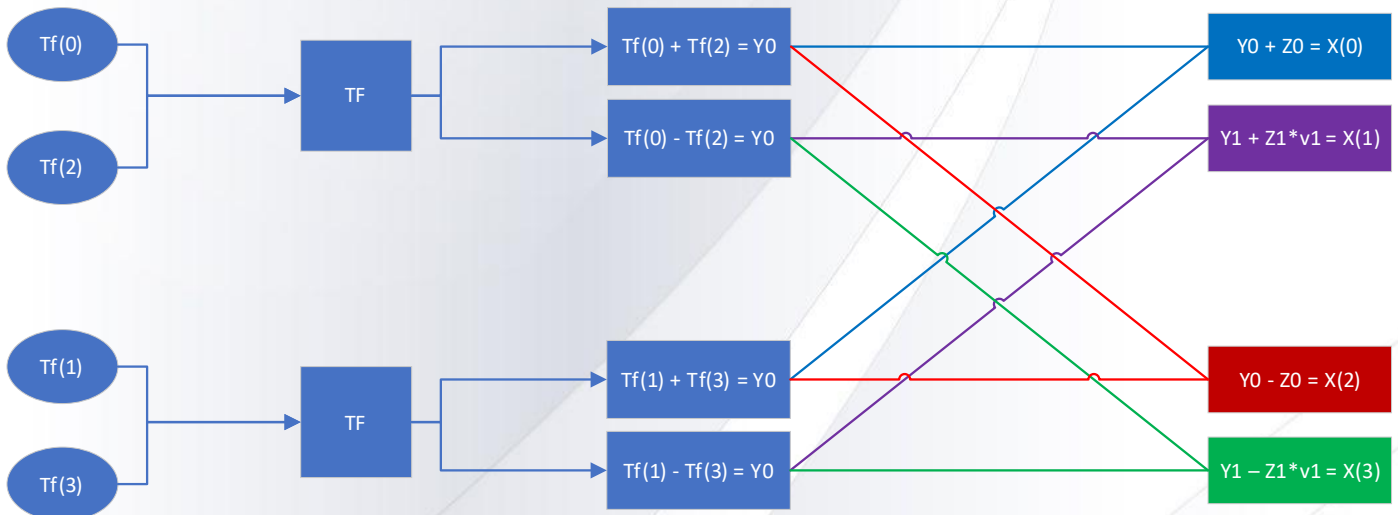 Tf(0)
Tf(2)
TF
Tf(0) + Tf(2) = Y0
Tf(0) - Tf(2) = Y0
Y0 + Z0 = X(0)
Y1 + Z1*v1 = X(1)
Tf(1)
Tf(3)
TF
Tf(1) + Tf(3) = Y0
Tf(1) - Tf(3) = Y0
Y0 - Z0 = X(2)
Y1 – Z1*v1 = X(3)